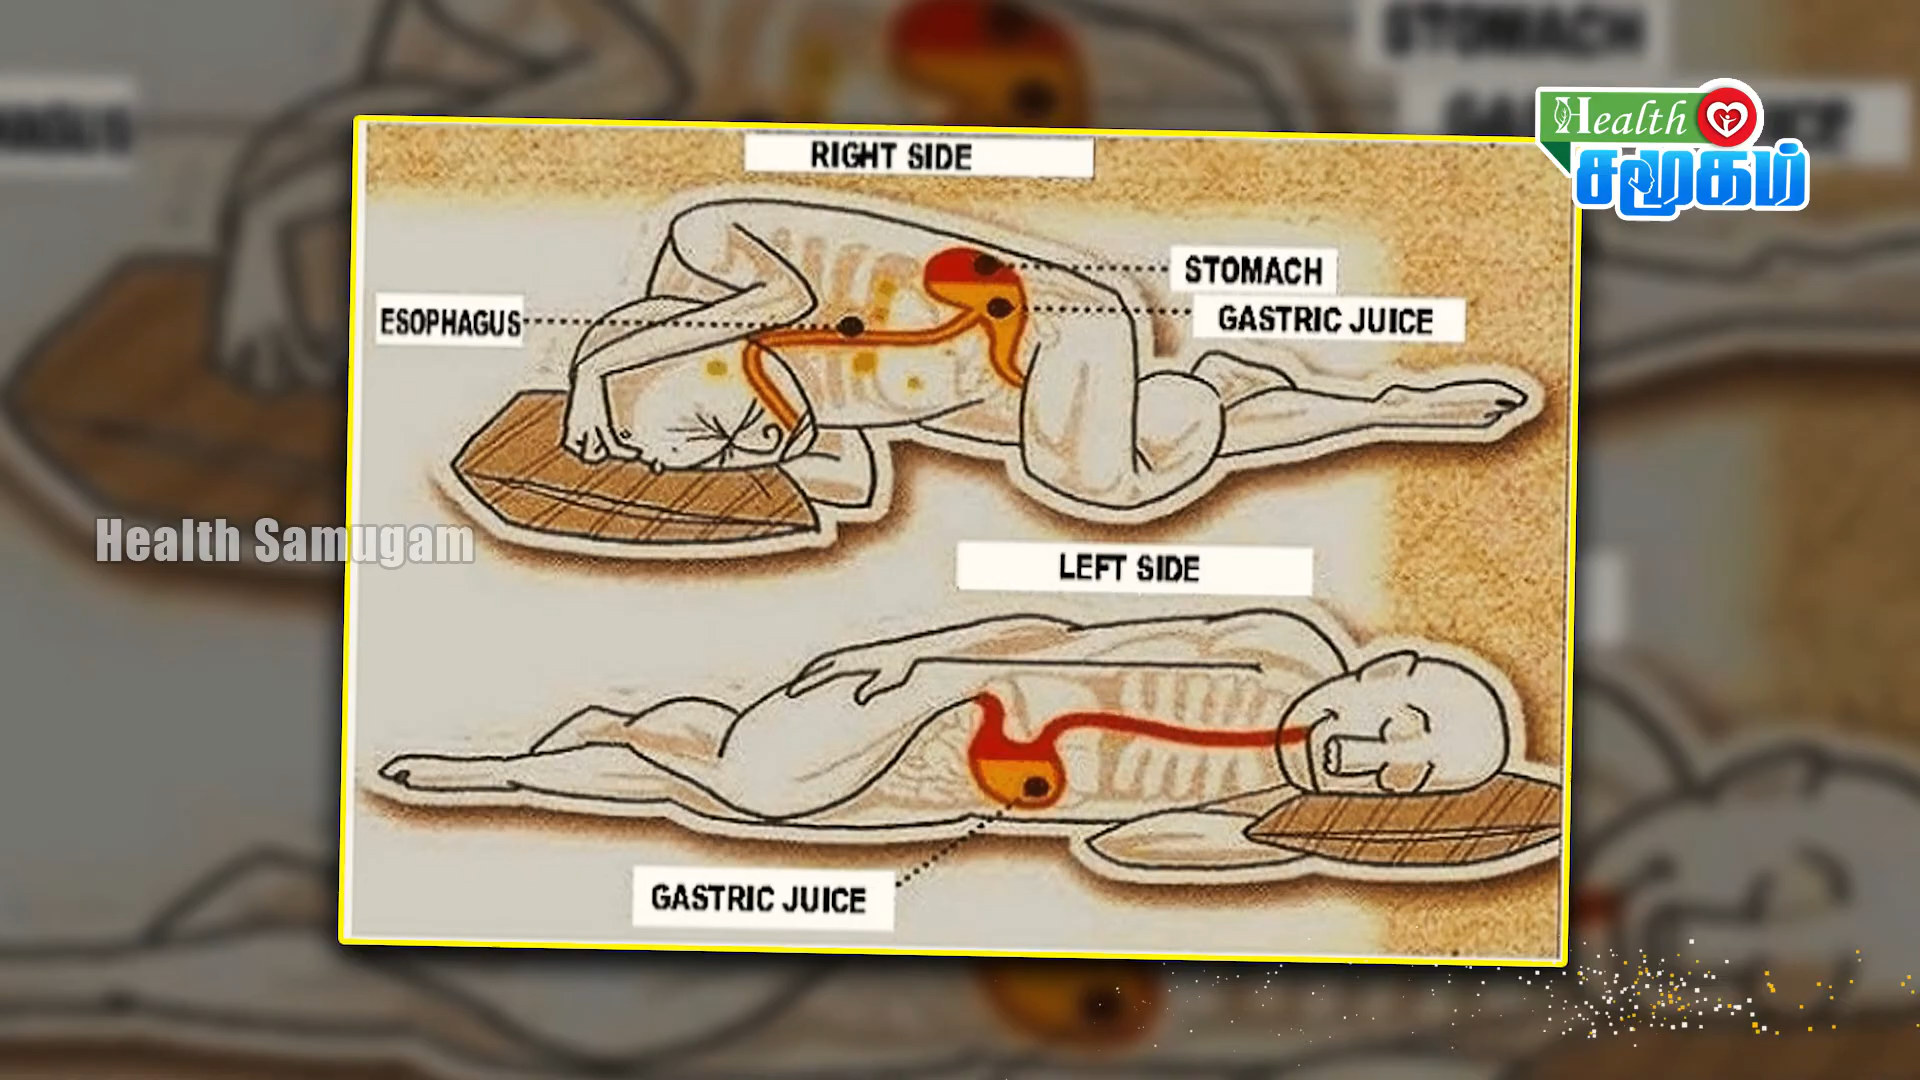 Health
சமூகம்
RIGHT SIDE
STOMACH
ESOPHAGUS
GASTRIC JUICE
Health Samugam
LEFT SIDE
GASTRIC JUICE